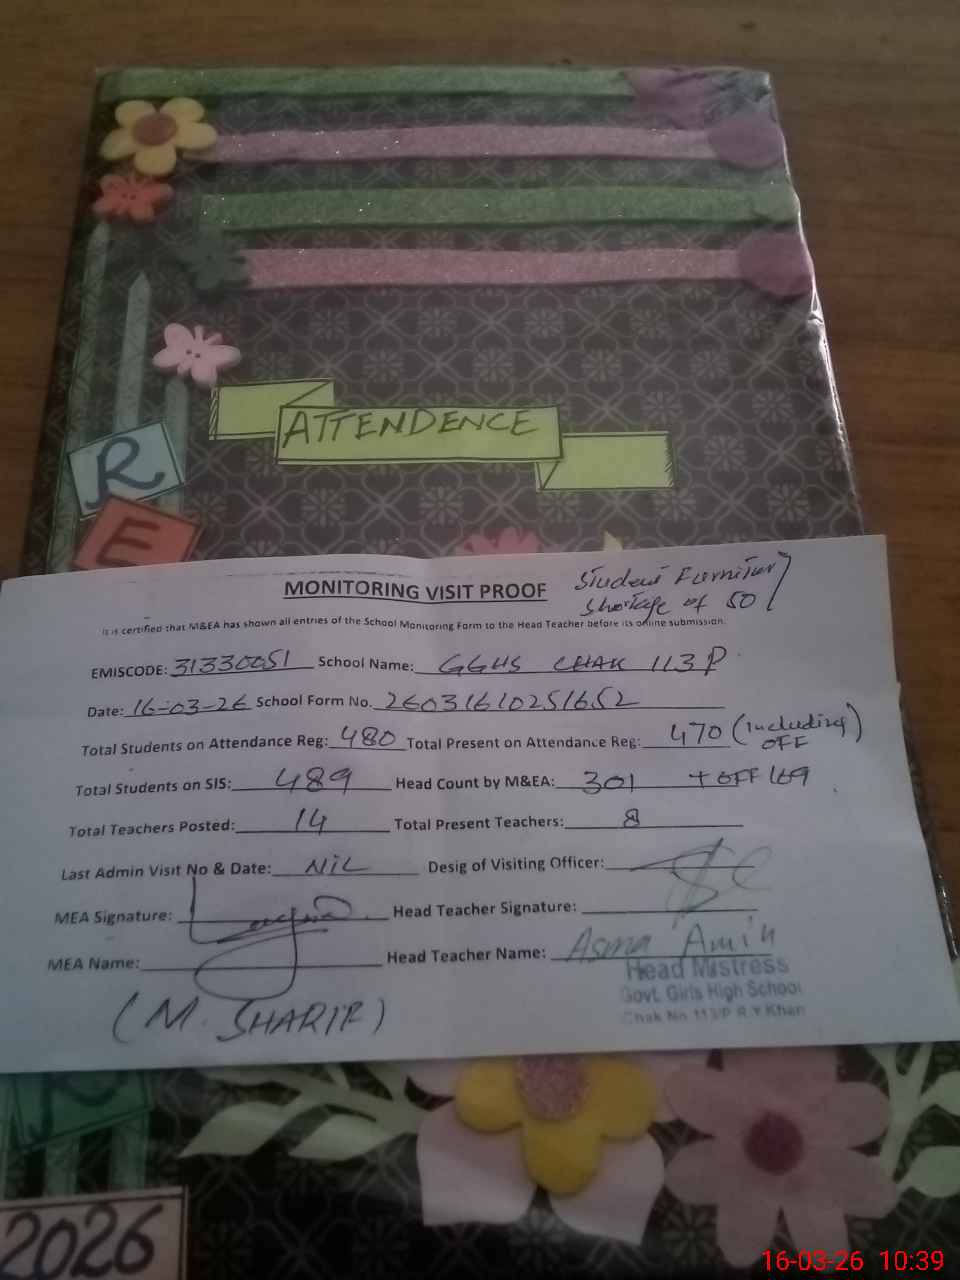 ATTENDENCE
R
E
MONITORING VISIT PROOF
Student Furniture
Shortage of 50
It is certified that M&EA has shown all entries of the School Monitoring Form to the Head Teacher before its online submission.
EMISCODE: 31330051 School Name: GGHS CHAK 113P
Date: 16-03-26 School Form No. 26031610251652
Total Students on Attendance Reg: 480 Total Present on Attendance Reg: 470 (Including OFF)
Total Students on SIS: 489 Head Count by M&EA: 301 + OFF 169
Total Teachers Posted: 14 Total Present Teachers: 8
Last Admin Visit No & Date: NIL Desig of Visiting Officer:
MEA Signature: Head Teacher Signature:
MEA Name: Head Teacher Name: Asma Amin
(M. SHARIF)
Head Mistress
Govt. Girls High School
Chak No 113/P R.Y.Khan
R
2026
16-03-26 10:39